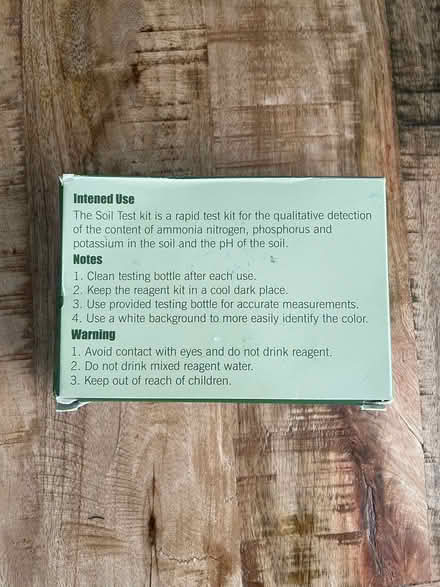 Intened Use
The Soil Test kit is a rapid test kit for the qualitative detection
of the content of ammonia nitrogen, phosphorus and
potassium in the soil and the pH of the soil.
Notes
1. Clean testing bottle after each use.
2. Keep the reagent kit in a cool dark place.
3. Use provided testing bottle for accurate measurements.
4. Use a white background to more easily identify the color.
Warning
1. Avoid contact with eyes and do not drink reagent.
2. Do not drink mixed reagent water.
3. Keep out of reach of children.